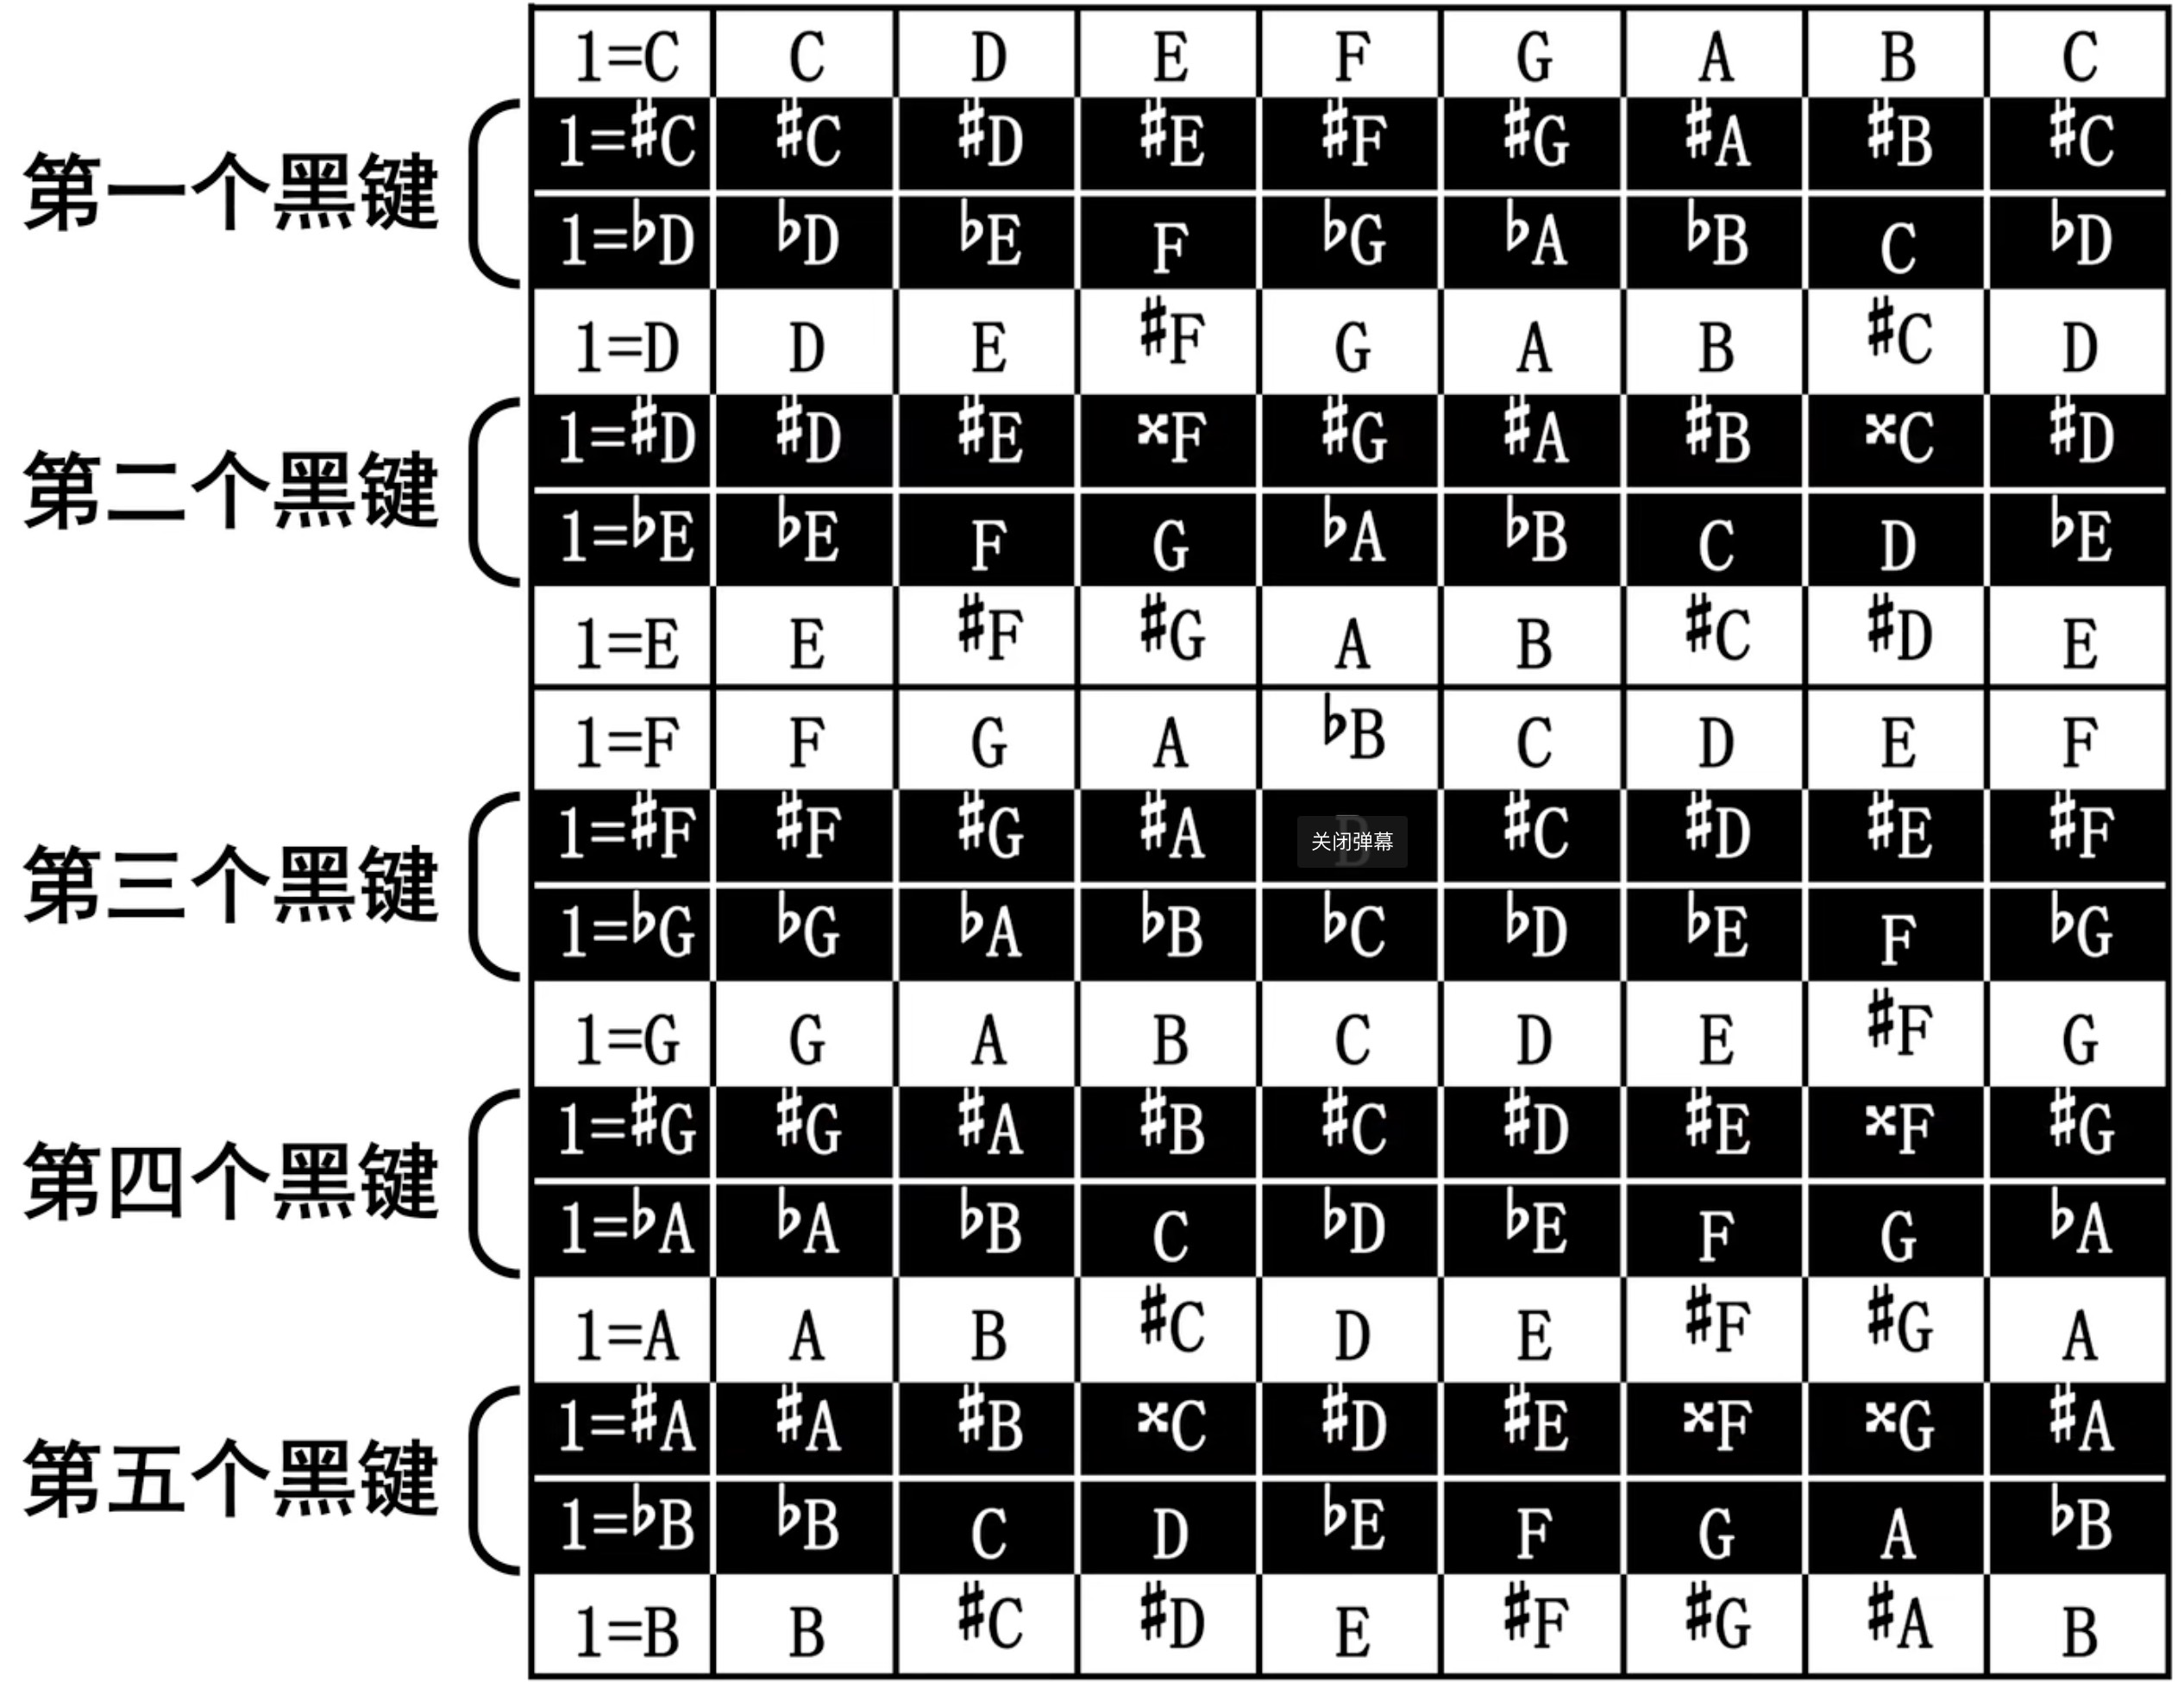 1=C C D E F G A B C
第一个黑键
1=♯C ♯C ♯D ♯E ♯F ♯G ♯A ♯B ♯C
1=♭D ♭D ♭E F ♭G ♭A ♭B C ♭D
1=D D E ♯F G A B ♯C D
第二个黑键
1=♯D ♯D ♯E 𝄪F ♯G ♯A ♯B 𝄪C ♯D
1=♭E ♭E F G ♭A ♭B C D ♭E
1=E E ♯F ♯G A B ♯C ♯D E
1=F F G A ♭B C D E F
第三个黑键
1=♯F ♯F ♯G ♯A 关闭弹幕 ♯C ♯D ♯E ♯F
1=♭G ♭G ♭A ♭B ♭C ♭D ♭E F ♭G
1=G G A B C D E ♯F G
第四个黑键
1=♯G ♯G ♯A ♯B ♯C ♯D ♯E 𝄪F ♯G
1=♭A ♭A ♭B C ♭D ♭E F G ♭A
1=A A B ♯C D E ♯F ♯G A
第五个黑键
1=♯A ♯A ♯B 𝄪C ♯D ♯E 𝄪F 𝄪G ♯A
1=♭B ♭B C D ♭E F G A ♭B
1=B B ♯C ♯D E ♯F ♯G ♯A B